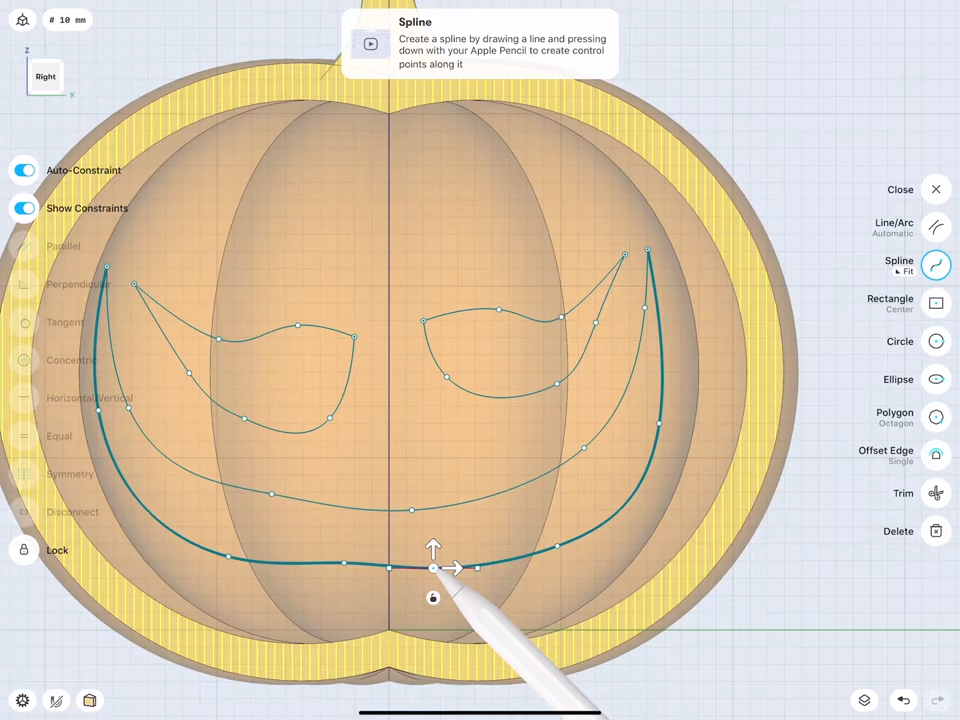 # 10 mm
Spline
Create a spline by drawing a line and pressing
down with your Apple Pencil to create control
points along it
Z
Right
y
Auto-Constraint
Show Constraints
Parallel
Perpendicular
Tangent
Concentric
Horizontal/Vertical
Equal
Symmetry
Disconnect
Lock
Close
Line/Arc
Automatic
Spline
Fit
Rectangle
Center
Circle
Ellipse
Polygon
Octagon
Offset Edge
Single
Trim
Delete